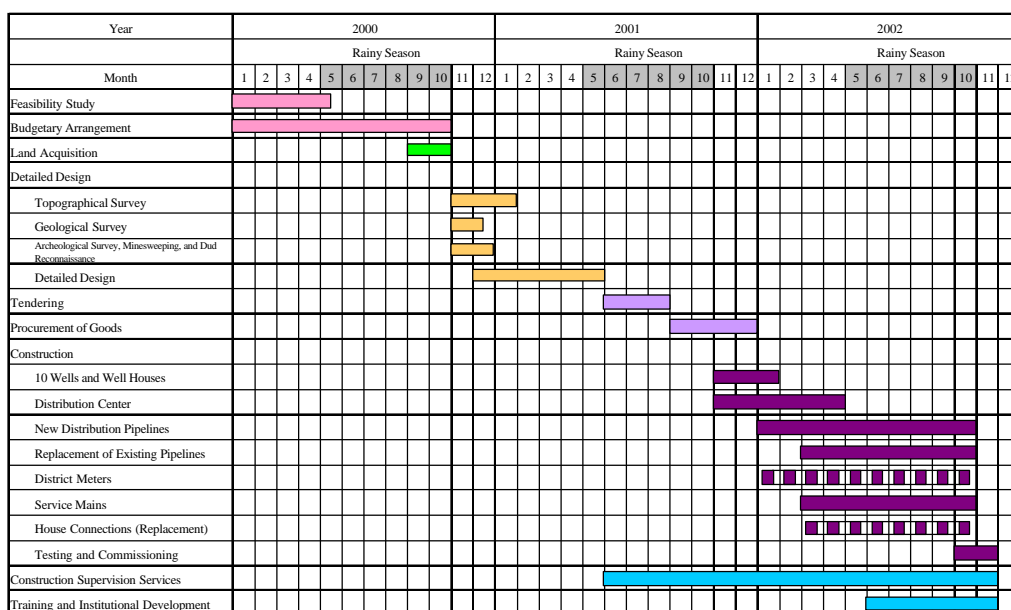 Year 2000 2001 2002
Rainy Season Rainy Season Rainy Season
Month 1 2 3 4 5 6 7 8 9 10 11 12 1 2 3 4 5 6 7 8 9 10 11 12 1 2 3 4 5 6 7 8 9 10 11
Feasibility Study
Budgetary Arrangement
Land Acquisition
Detailed Design
Topographical Survey
Geological Survey
Archeological Survey, Minesweeping, and Dud
Reconnaissance
Detailed Design
Tendering
Procurement of Goods
Construction
10 Wells and Well Houses
Distribution Center
New Distribution Pipelines
Replacement of Existing Pipelines
District Meters
Service Mains
House Connections (Replacement)
Testing and Commissioning
Construction Supervision Services
Training and Institutional Development